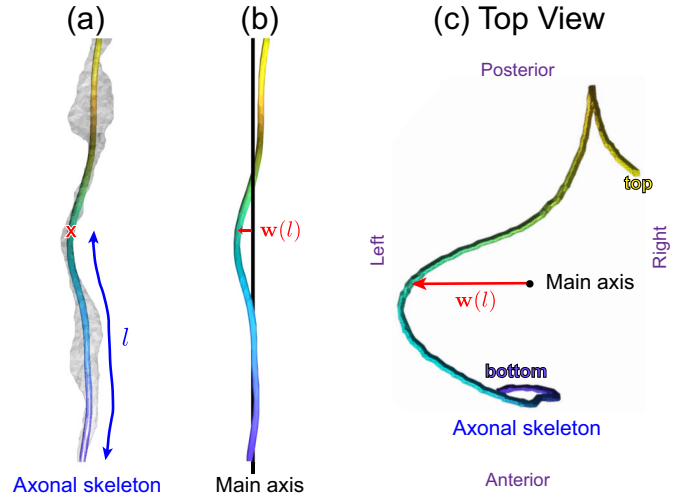 (a)
(b)
(c) Top View
Posterior
top
x
w(l)
Left
Right
Main axis
w(l)
l
bottom
Axonal skeleton
Axonal skeleton
Main axis
Anterior